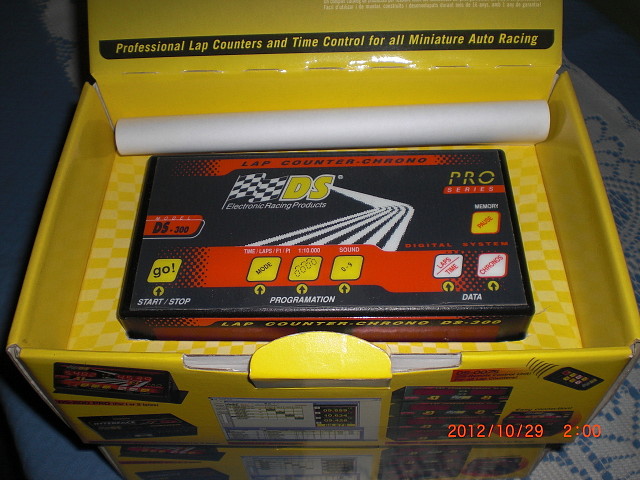 Professional Lap Counters and Time Control for all Miniature Auto Racing
LAP COUNTER-CHRONO
DS®
Electronic Racing Products
PRO
SERIES
MODEL
DS-300
MEMORY
PAUSE
DIGITAL SYSTEM
TIME / LAPS / F1 / PI 1:10.000 SOUND
go! MODE 0000 0..9 LAPS/TIME CHRONOS
START / STOP PROGRAMATION DATA
LAP COUNTER-CHRONO DS-300
2012/10/29 2:00